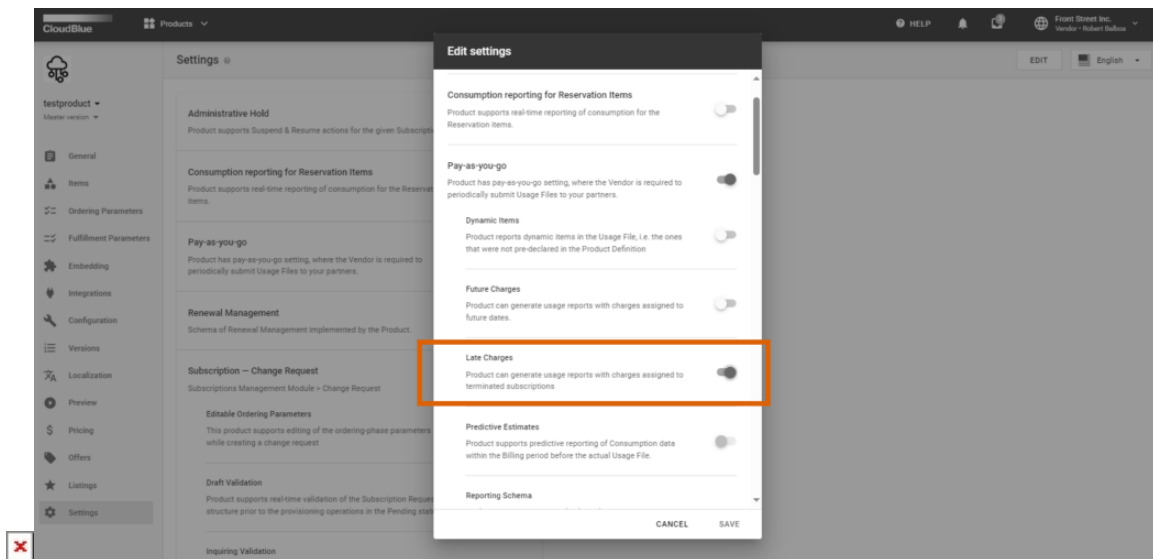 CloudBlue
Products
HELP
Front Street Inc.
Vendor - Robert Balboa
testproduct
Master version
General
Items
Ordering Parameters
Fulfillment Parameters
Embedding
Integrations
Configuration
Versions
Localization
Preview
Pricing
Offers
Listings
Settings
Settings
EDIT
English
Administrative Hold
Product supports Suspend & Resume actions for the given Subscripti
Consumption reporting for Reservation Items
Product supports real-time reporting of consumption for the Reservat
items.
Pay-as-you-go
Product has pay-as-you-go setting, where the Vendor is required to
periodically submit Usage Files to your partners.
Renewal Management
Schema of Renewal Management implemented by the Product.
Subscription — Change Request
Subscriptions Management Module > Change Request
Editable Ordering Parameters
This product supports editing of the ordering-phase parameters
while creating a change request
Draft Validation
Product supports real-time validation of the Subscription Reques
structure prior to the provisioning operations in the Pending stat
Inquiring Validation
Edit settings
Consumption reporting for Reservation Items
Product supports real-time reporting of consumption for the
Reservation items.
Pay-as-you-go
Product has pay-as-you-go setting, where the Vendor is required to
periodically submit Usage Files to your partners.
Dynamic Items
Product reports dynamic items in the Usage File, i.e. the ones
that were not pre-declared in the Product Definition
Future Charges
Product can generate usage reports with charges assigned to
future dates.
Late Charges
Product can generate usage reports with charges assigned to
terminated subscriptions
Predictive Estimates
Product supports predictive reporting of Consumption data
within the Billing period before the actual Usage File.
Reporting Schema
CANCEL
SAVE